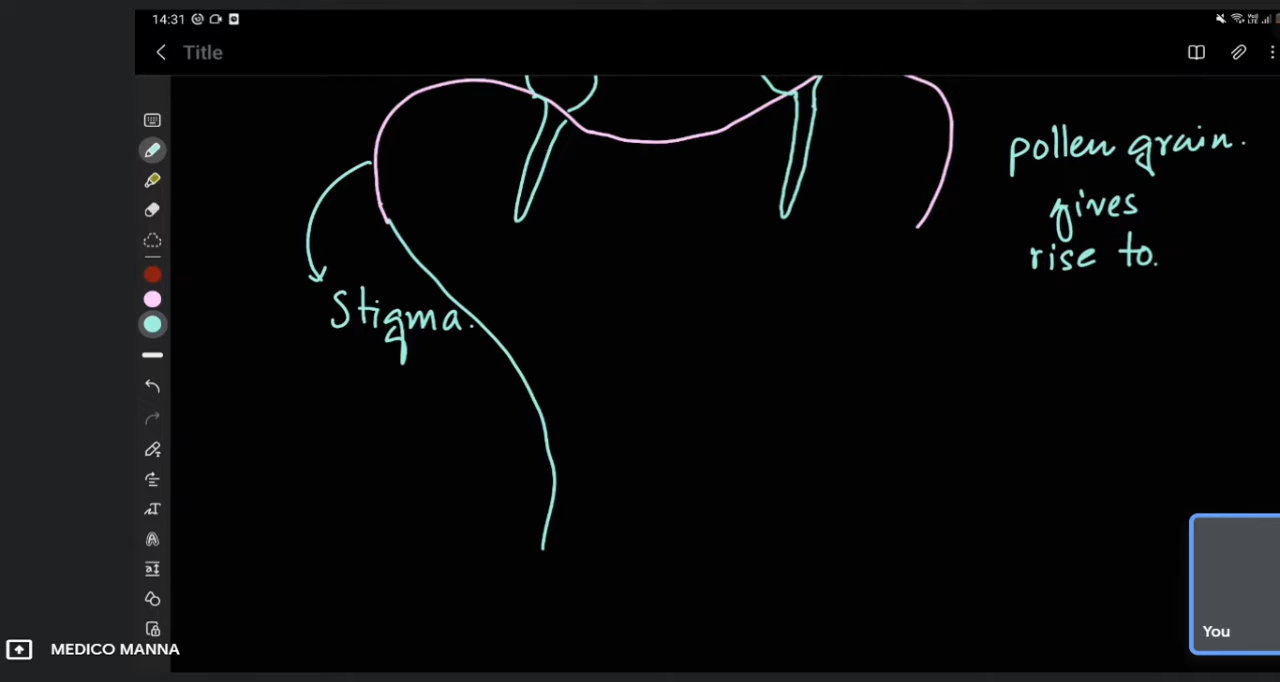 14:31
Title
pollen grain.
gives
rise to.
Stigma.
You
MEDICO MANNA